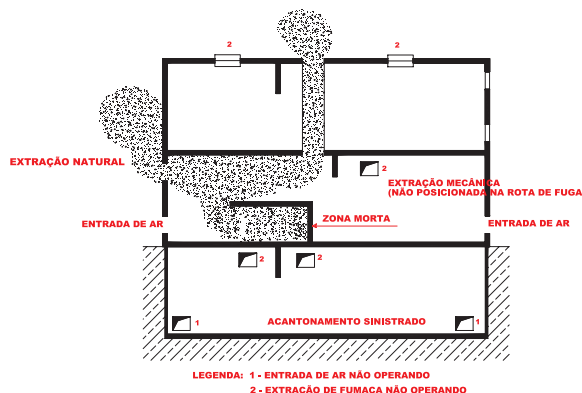 2
2
EXTRAÇÃO NATURAL
2
EXTRAÇÃO MECÂNICA
(NÃO POSICIONADA NA ROTA DE FUGA
ENTRADA DE AR
ZONA MORTA
ENTRADA DE AR
2
2
1
ACANTONAMENTO SINISTRADO
1
LEGENDA: 1 - ENTRADA DE AR NÃO OPERANDO
2 - EXTRAÇÃO DE FUMAÇA NÃO OPERANDO